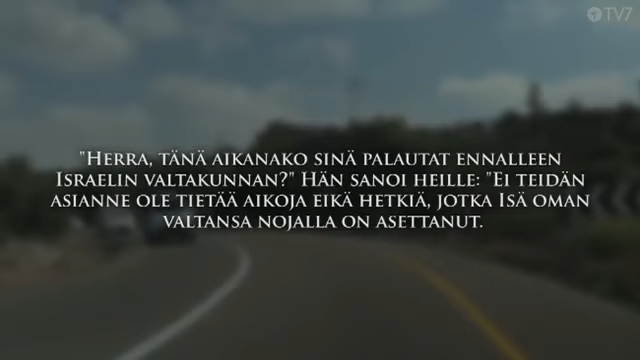 TV7
"Herra, tänä aikanako sinä palautat ennalleen
Israelin valtakunnan?" Hän sanoi heille: "Ei teidän
asianne ole tietää aikoja eikä hetkiä, jotka Isä oman
valtansa nojalla on asettanut.